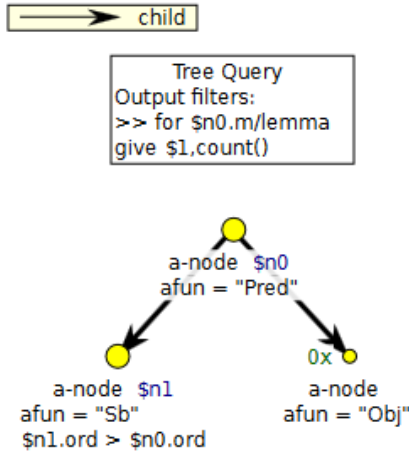 child
Tree Query
Output filters:
>> for $n0.m/lemma
give $1,count()
a-node $n0
afun = "Pred"
0x
a-node $n1
afun = "Sb"
$n1.ord > $n0.ord
a-node
afun = "Obj"